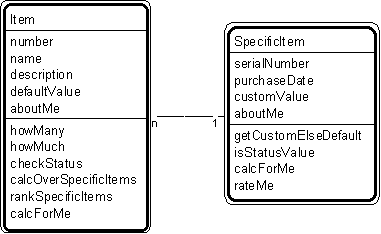 Item
number
name
description
defaultValue
aboutMe
howMany
howMuch
checkStatus
calcOverSpecificItems
rankSpecificItems
calcForMe
n
1
SpecificItem
serialNumber
purchaseDate
customValue
aboutMe
getCustomElseDefault
isStatusValue
calcForMe
rateMe